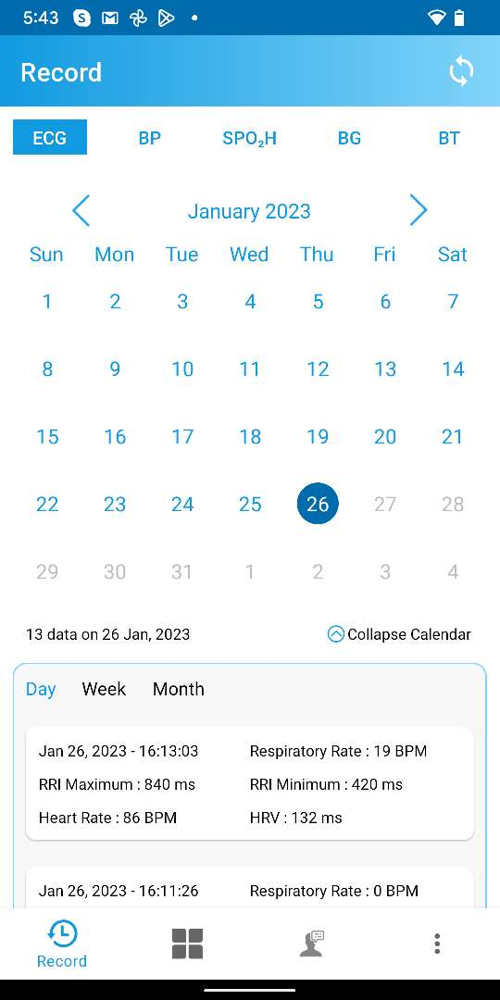 5:43
Record
ECG BP SPO₂H BG BT
January 2023
Sun Mon Tue Wed Thu Fri Sat
1 2 3 4 5 6 7
8 9 10 11 12 13 14
15 16 17 18 19 20 21
22 23 24 25 26 27 28
29 30 31 1 2 3 4
13 data on 26 Jan, 2023 Collapse Calendar
Day Week Month
Jan 26, 2023 - 16:13:03 Respiratory Rate : 19 BPM
RRI Maximum : 840 ms RRI Minimum : 420 ms
Heart Rate : 86 BPM HRV : 132 ms
Jan 26, 2023 - 16:11:26 Respiratory Rate : 0 BPM
Record